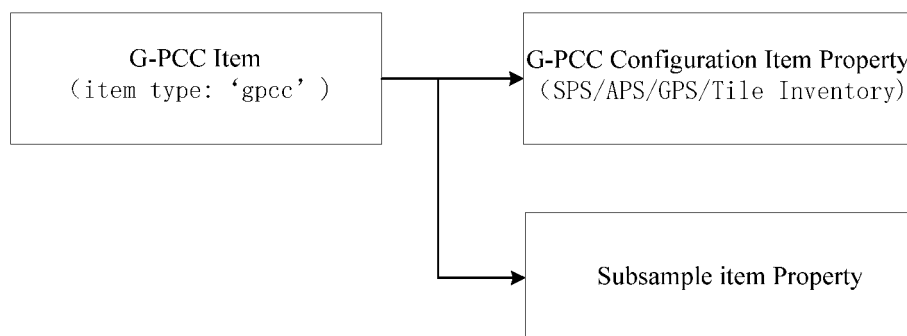 G-PCC Item
(item type: ‘gpcc’)
G-PCC Configuration Item Property
(SPS/APS/GPS/Tile Inventory)
Subsample item Property